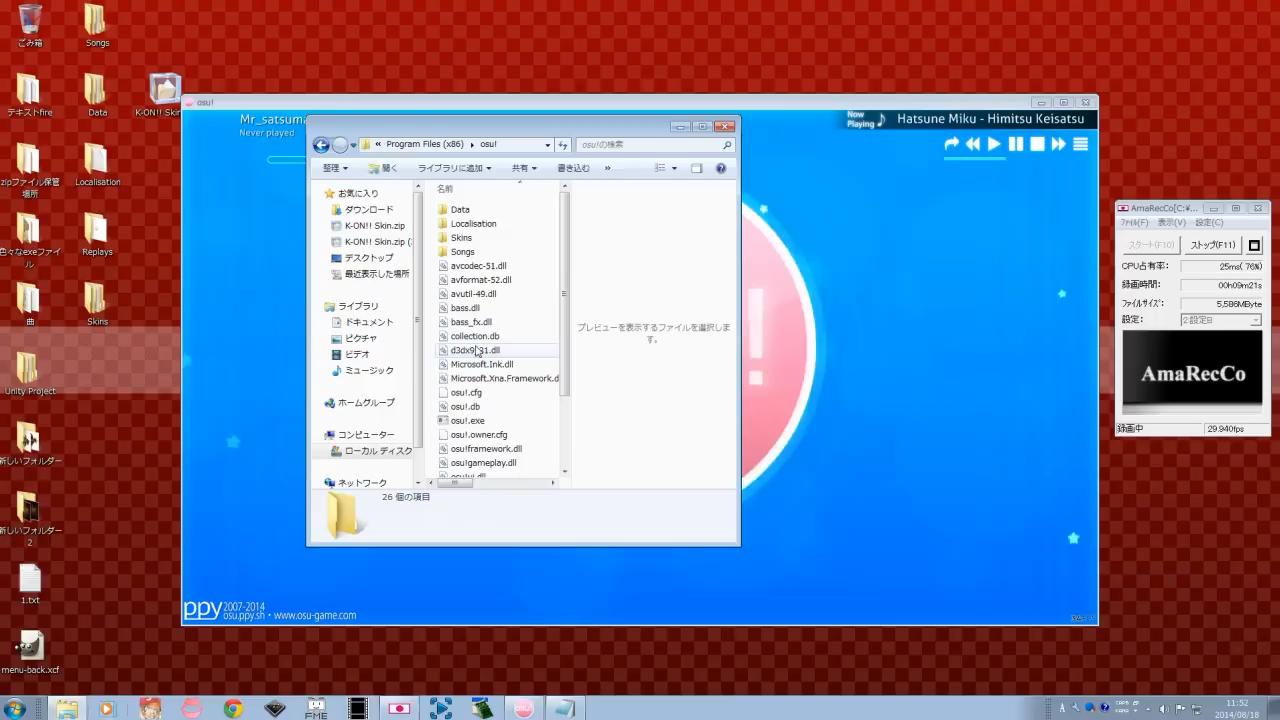 ごみ箱
Songs
テキストfire
Data
K-ON!! Skin
zipファイル保管
場所
Localisation
色々なexeファイ
ル
Replays
曲
Skins
Unity Project
新しいフォルダー
新しいフォルダー
2
1.txt
menu-back.xcf
osu!
Mr_satsuma
Never played
Now
Playing
Hatsune Miku - Himitsu Keisatsu
« Program Files (x86) ▸ osu!
osu!の検索
整理
開く
ライブラリに追加
共有
書き込む
»
お気に入り
ダウンロード
K-ON!! Skin.zip
K-ON!! Skin.zip (
デスクトップ
最近表示した場所
ライブラリ
ドキュメント
ピクチャ
ビデオ
ミュージック
ホームグループ
コンピューター
ローカル ディスク
ネットワーク
名前
Data
Localisation
Skins
Songs
avcodec-51.dll
avformat-52.dll
avutil-49.dll
bass.dll
bass_fx.dll
collection.db
d3dx9_31.dll
Microsoft.Ink.dll
Microsoft.Xna.Framework.d
osu!.cfg
osu!.db
osu!.exe
osu!.owner.cfg
osu!framework.dll
osu!gameplay.dll
osu!ui.dll
プレビューを表示するファイルを選択しま
す。
26 個の項目
ppy 2007-2014
osu.ppy.sh • www.osu-game.com
AmaRecCo[C:¥...
ファイル(F) 表示(V) 設定(C)
スタート(F10) ストップ(F11)
CPU占有率: 25ms( 76%)
録画時間: 00h09m21s
ファイルサイズ: 5,586MByte
設定: 2:設定B
AmaRecCo
録画中 29.940fps
FME
osu!
11:52
2014/08/18